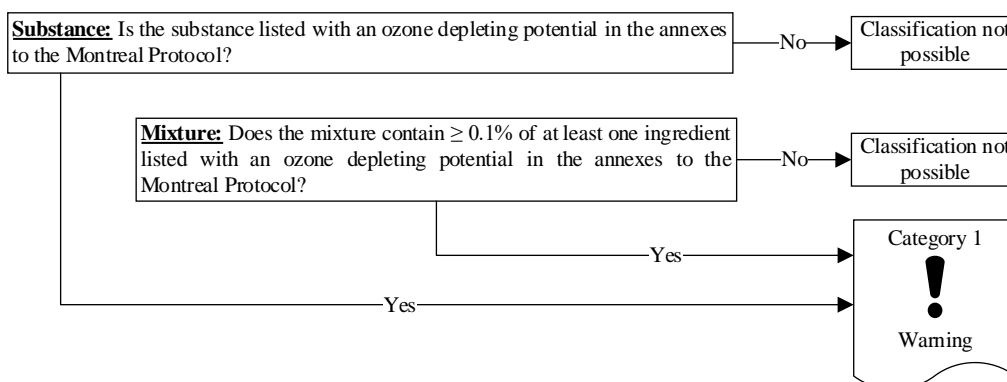 Substance: Is the substance listed with an ozone depleting potential in the annexes
to the Montreal Protocol?
No
Classification not
possible
Mixture: Does the mixture contain ≥ 0.1% of at least one ingredient
listed with an ozone depleting potential in the annexes to the
Montreal Protocol?
No
Classification not
possible
Yes
Yes
Category 1
!
Warning